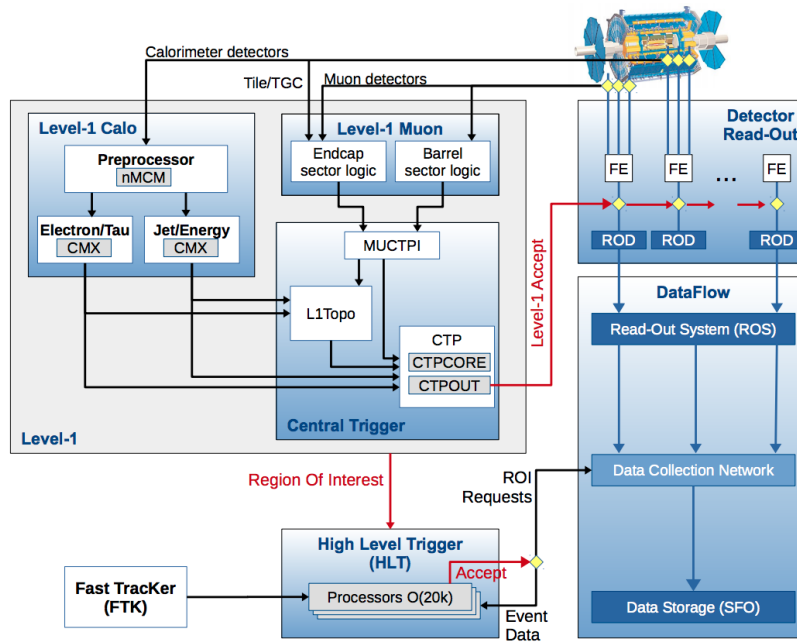 Calorimeter detectors
Tile/TGC
Muon detectors
Level-1 Calo
Preprocessor
nMCM
Electron/Tau
CMX
Jet/Energy
CMX
Level-1 Muon
Endcap
sector logic
Barrel
sector logic
MUCTPI
L1Topo
CTP
CTPCORE
CTPOUT
Central Trigger
Level-1
Level-1 Accept
Detector
Read-Out
FE
FE
...
FE
ROD
ROD
ROD
DataFlow
Read-Out System (ROS)
Data Collection Network
Data Storage (SFO)
Region Of Interest
ROI
Requests
High Level Trigger
(HLT)
Accept
Processors O(20k)
Event
Data
Fast TracKer
(FTK)